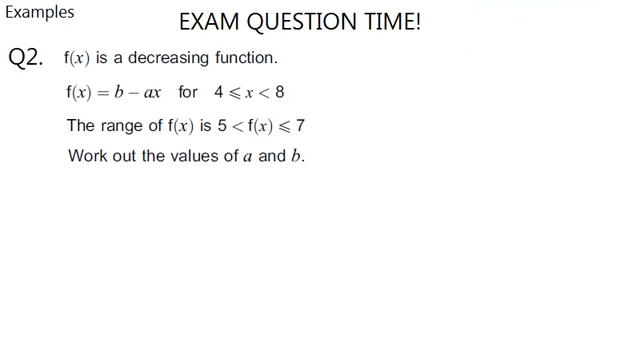 Examples
EXAM QUESTION TIME!
Q2. f(x) is a decreasing function.
f(x) = b – ax for 4 ⩽ x < 8
The range of f(x) is 5 < f(x) ⩽ 7
Work out the values of a and b.